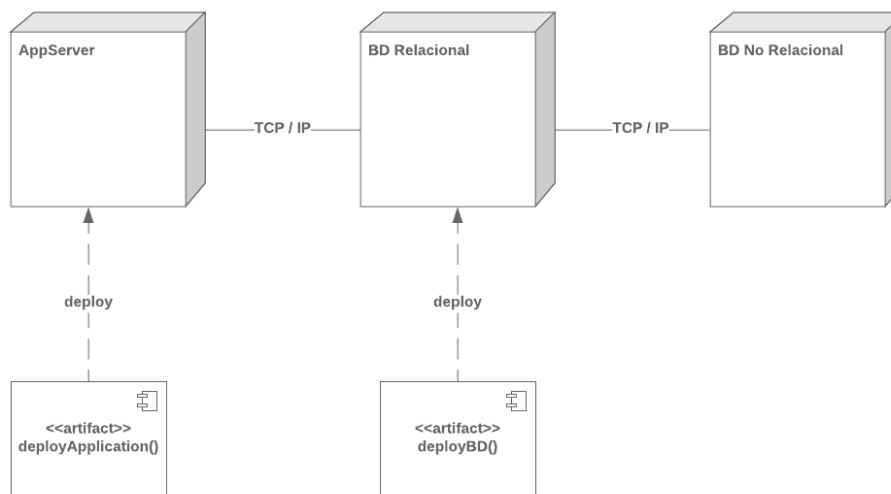 AppServer
BD Relacional
BD No Relacional
TCP / IP
TCP / IP
deploy
deploy
<<artifact>>
deployApplication()
<<artifact>>
deployBD()